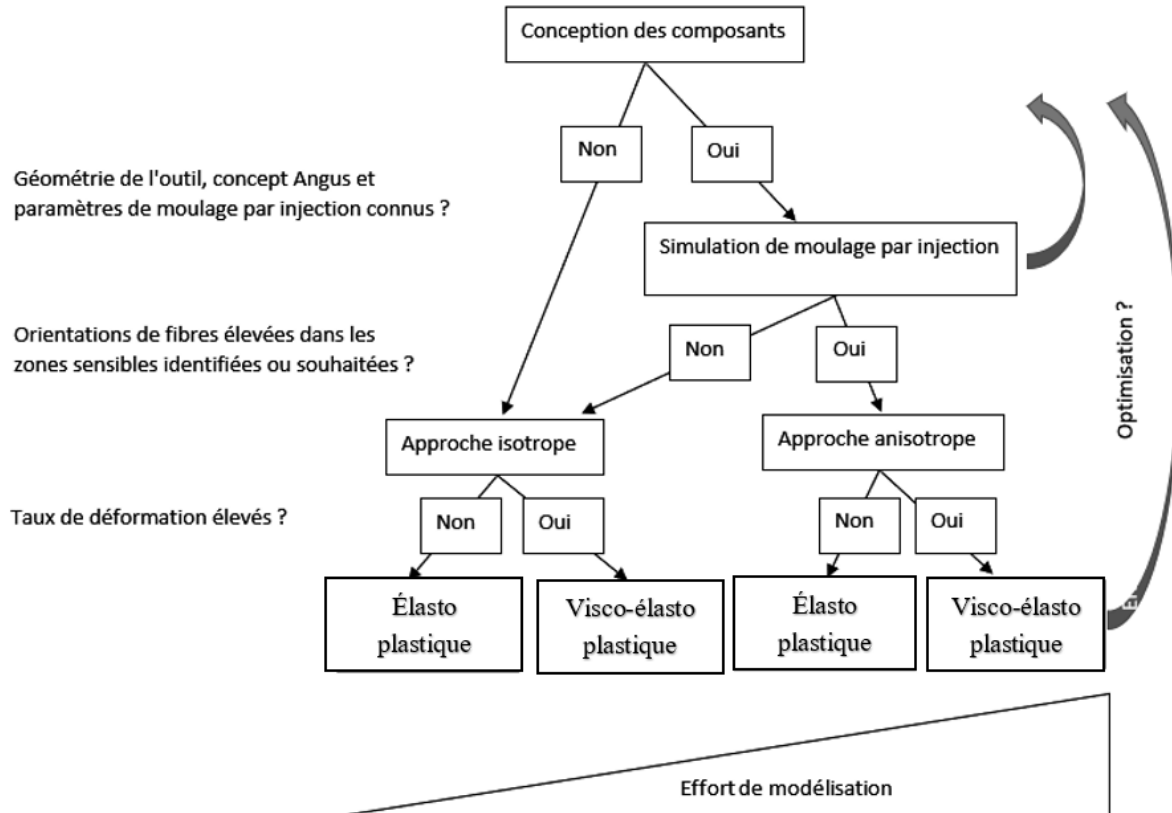 Conception des composants
Non
Oui
Géométrie de l'outil, concept Angus et
paramètres de moulage par injection connus ?
Simulation de moulage par injection
Orientations de fibres élevées dans les
zones sensibles identifiées ou souhaitées ?
Non
Oui
Optimisation ?
Approche isotrope
Approche anisotrope
Taux de déformation élevés ?
Non
Oui
Non
Oui
Élasto
plastique
Visco-élasto
plastique
Élasto
plastique
Visco-élasto
plastique
Effort de modélisation